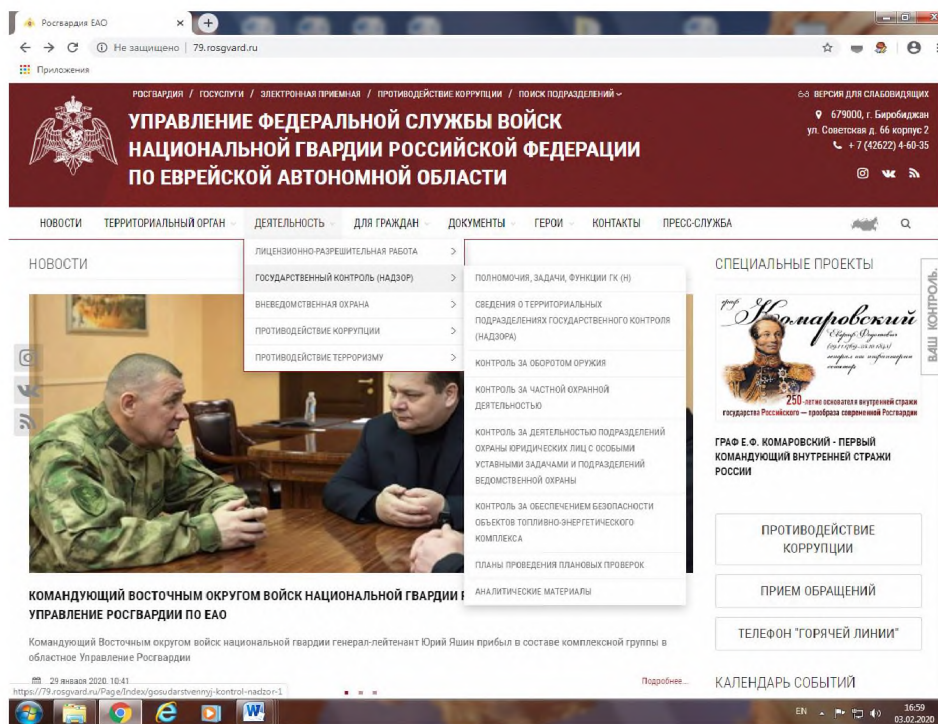 Росгвардия ЕАО
Не защищено | 79.rosgvard.ru
Приложения
РОСГВАРДИЯ / ГОСУСЛУГИ / ЭЛЕКТРОННАЯ ПРИЕМНАЯ / ПРОТИВОДЕЙСТВИЕ КОРРУПЦИИ / ПОИСК ПОДРАЗДЕЛЕНИЙ
ВЕРСИЯ ДЛЯ СЛАБОВИДЯЩИХ
УПРАВЛЕНИЕ ФЕДЕРАЛЬНОЙ СЛУЖБЫ ВОЙСК
НАЦИОНАЛЬНОЙ ГВАРДИИ РОССИЙСКОЙ ФЕДЕРАЦИИ
ПО ЕВРЕЙСКОЙ АВТОНОМНОЙ ОБЛАСТИ
679000, г. Биробиджан
ул. Советская д. 66 корпус 2
+ 7 (42622) 4-60-35
НОВОСТИ ТЕРРИТОРИАЛЬНЫЙ ОРГАН ДЕЯТЕЛЬНОСТЬ ДЛЯ ГРАЖДАН ДОКУМЕНТЫ ГЕРОИ КОНТАКТЫ ПРЕСС-СЛУЖБА
НОВОСТИ
ЛИЦЕНЗИОННО-РАЗРЕШИТЕЛЬНАЯ РАБОТА
ГОСУДАРСТВЕННЫЙ КОНТРОЛЬ (НАДЗОР)
ВНЕВЕДОМСТВЕННАЯ ОХРАНА
ПРОТИВОДЕЙСТВИЕ КОРРУПЦИИ
ПРОТИВОДЕЙСТВИЕ ТЕРРОРИЗМУ
ПОЛНОМОЧИЯ, ЗАДАЧИ, ФУНКЦИИ ГК (Н)
СВЕДЕНИЯ О ТЕРРИТОРИАЛЬНЫХ
ПОДРАЗДЕЛЕНИЯХ ГОСУДАРСТВЕННОГО КОНТРОЛЯ
(НАДЗОРА)
КОНТРОЛЬ ЗА ОБОРОТОМ ОРУЖИЯ
КОНТРОЛЬ ЗА ЧАСТНОЙ ОХРАННОЙ
ДЕЯТЕЛЬНОСТЬЮ
КОНТРОЛЬ ЗА ДЕЯТЕЛЬНОСТЬЮ ПОДРАЗДЕЛЕНИЙ
ОХРАНЫ ЮРИДИЧЕСКИХ ЛИЦ С ОСОБЫМИ
УСТАВНЫМИ ЗАДАЧАМИ И ПОДРАЗДЕЛЕНИЙ
ВЕДОМСТВЕННОЙ ОХРАНЫ
КОНТРОЛЬ ЗА ОБЕСПЕЧЕНИЕМ БЕЗОПАСНОСТИ
ОБЪЕКТОВ ТОПЛИВНО-ЭНЕРГЕТИЧЕСКОГО
КОМПЛЕКСА
ПЛАНЫ ПРОВЕДЕНИЯ ПЛАНОВЫХ ПРОВЕРОК
АНАЛИТИЧЕСКИЕ МАТЕРИАЛЫ
КОМАНДУЮЩИЙ ВОСТОЧНЫМ ОКРУГОМ ВОЙСК НАЦИОНАЛЬНОЙ ГВАРДИИ
УПРАВЛЕНИЕ РОСГВАРДИИ ПО ЕАО
Командующий Восточным округом войск национальной гвардии генерал-лейтенант Юрий Яшин прибыл в составе комплексной группы в
областное Управление Росгвардии
29 января 2020, 10:41
Подробнее...
СПЕЦИАЛЬНЫЕ ПРОЕКТЫ
ВАШ КОНТРОЛЬ
граф
Комаровский
250-летие основателя внутренней стражи
государства Российского — прообраза современной Росгвардии
ГРАФ Е.Ф. КОМАРОВСКИЙ - ПЕРВЫЙ
КОМАНДУЮЩИЙ ВНУТРЕННЕЙ СТРАЖИ
РОССИИ
ПРОТИВОДЕЙСТВИЕ
КОРРУПЦИИ
ПРИЕМ ОБРАЩЕНИЙ
ТЕЛЕФОН "ГОРЯЧЕЙ ЛИНИИ"
КАЛЕНДАРЬ СОБЫТИЙ
https://79.rosgvard.ru/Page/Index/gosudarstvennyj-kontrol-nadzor-1
EN
16:59
03.02.2020